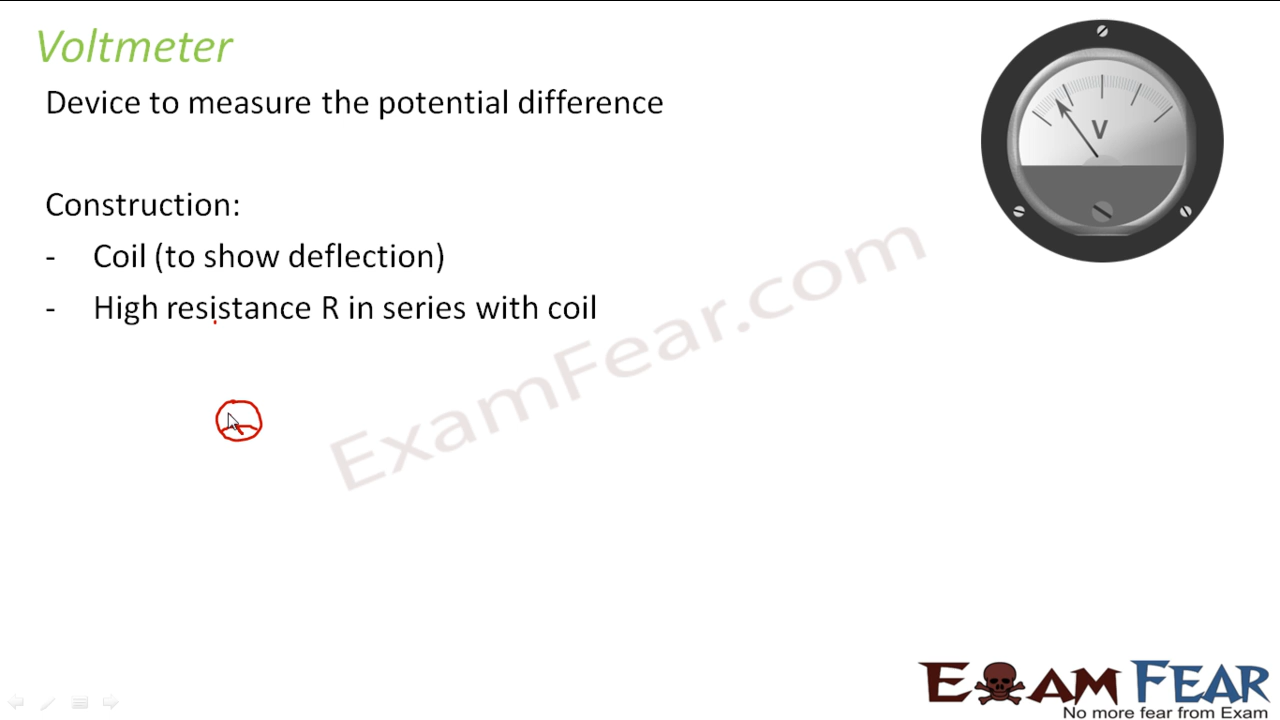 Voltmeter
Device to measure the potential difference
V
Construction:
- Coil (to show deflection)
- High resistance R in series with coil
ExamFear.com
EXAM FEAR
No more fear from Exam